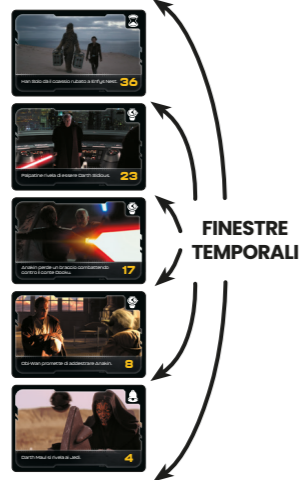 Han Solo dà il coassio rubato a Enfys Nest. 36
Palpatine rivela di essere Darth Sidious. 23
FINESTRE
TEMPORALI
Anakin perde un braccio combattendo
contro il conte Dooku. 17
Obi-Wan promette di addestrare Anakin. 8
Darth Maul si rivela ai Jedi. 4